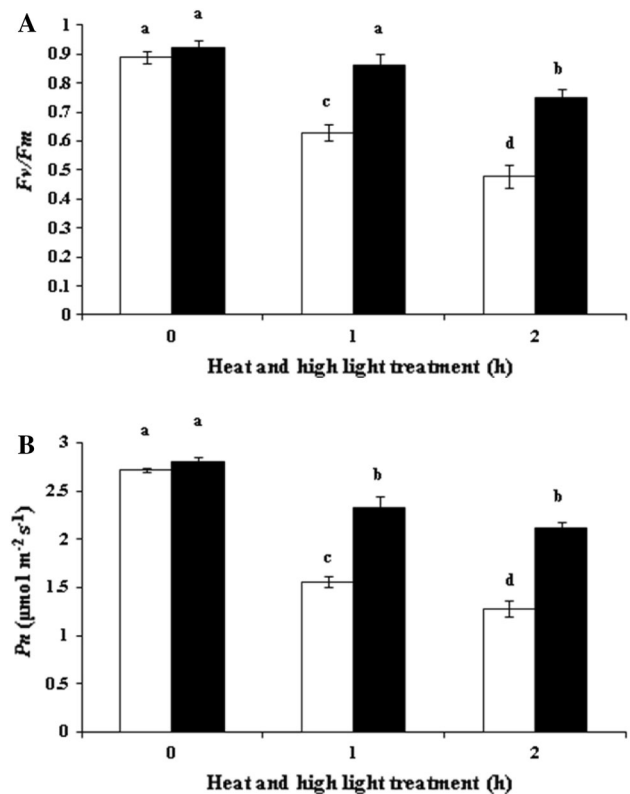 A
1
a
a
a
0.9
b
0.8
0.7
c
Fv/Fm
0.6
d
0.5
0.4
0.3
0.2
0.1
0
0
1
2
Heat and high light treatment (h)
B
3
a
a
2.5
b
b
2
c
Pn (µmol m-2 s-1)
1.5
d
1
0.5
0
0
1
2
Heat and high light treatment (h)